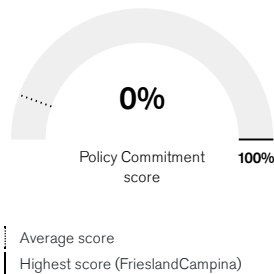 0%
Policy Commitment
score
100%
Average score
Highest score (FrieslandCampina)